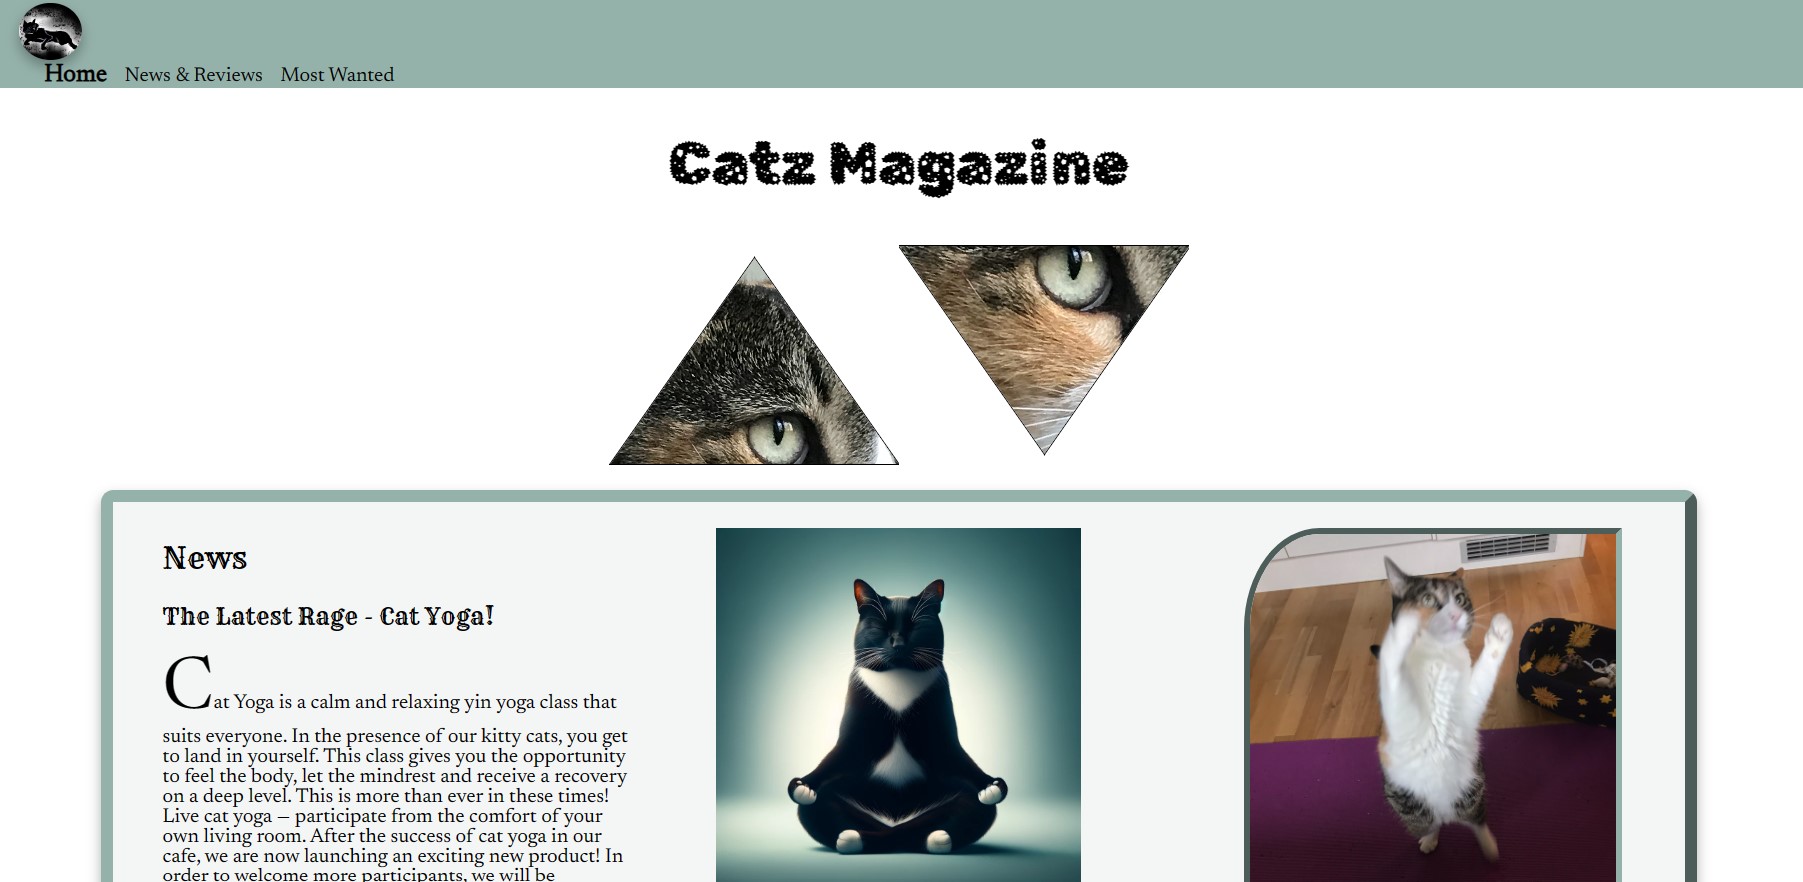 Home News & Reviews Most Wanted
Catz Magazine
News
The Latest Rage - Cat Yoga!
Cat Yoga is a calm and relaxing yin yoga class that
suits everyone. In the presence of our kitty cats, you get
to land in yourself. This class gives you the opportunity
to feel the body, let the mindrest and receive a recovery
on a deep level. This is more than ever in these times!
Live cat yoga – participate from the comfort of your
own living room. After the success of cat yoga in our
cafe, we are now launching an exciting new product! In
order to welcome more participants, we will be